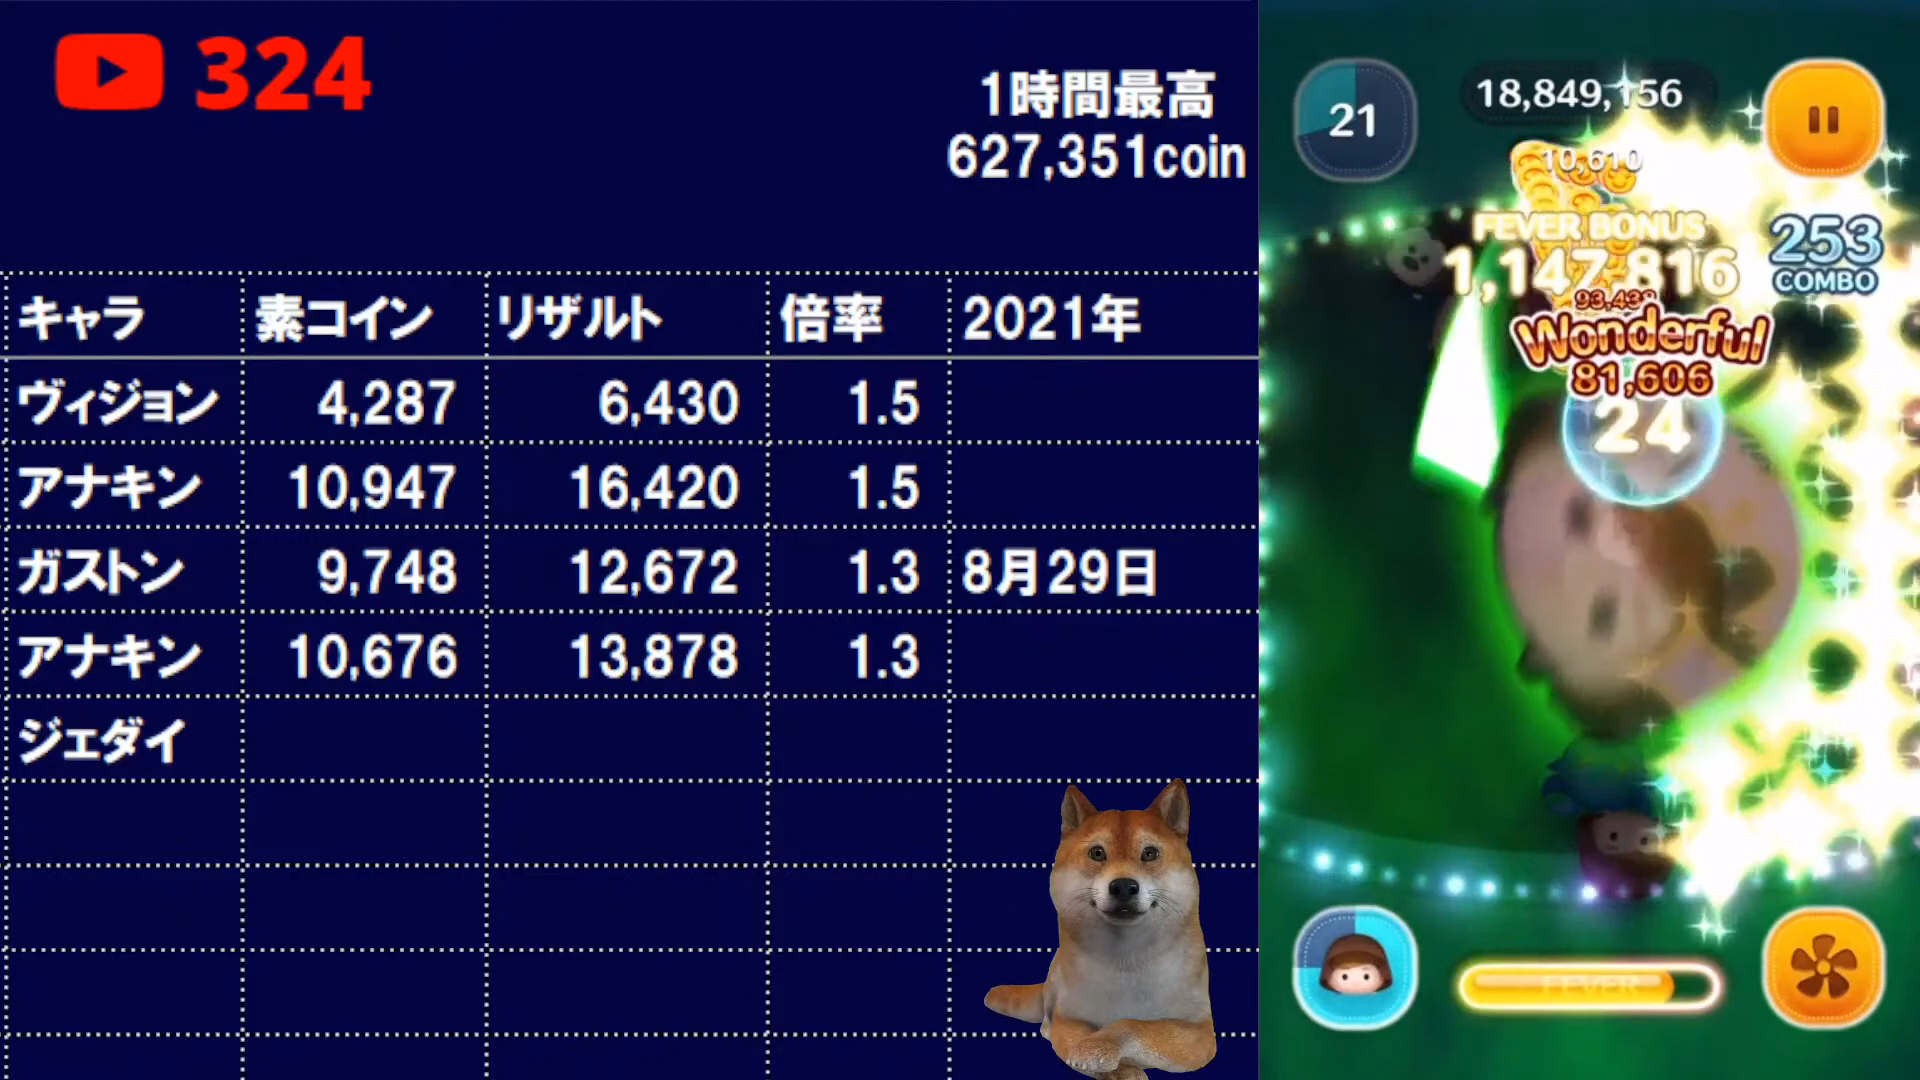 324
1時間最高
627,351coin
キャラ 素コイン リザルト 倍率 2021年
ヴィジョン 4,287 6,430 1.5
アナキン 10,947 16,420 1.5
ガストン 9,748 12,672 1.3 8月29日
アナキン 10,676 13,878 1.3
ジェダイ
21
18,849,156
10,610
FEVER BONUS
1,147,816
253
COMBO
Wonderful
81,606
24
FEVER